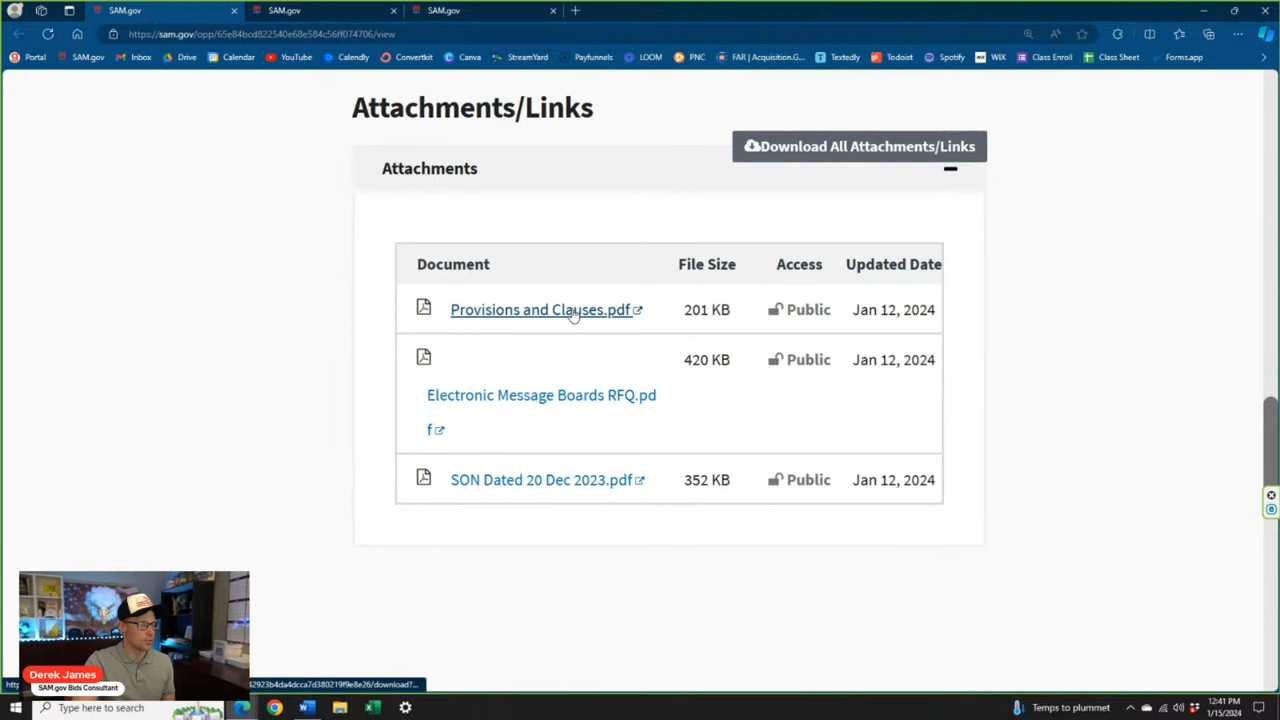 SAM.gov
SAM.gov
SAM.gov
https://sam.gov/opp/65e84bcd822540e68e584c56ff074706/view
Portal
SAM.gov
Inbox
Drive
Calendar
YouTube
Calendly
Convertkit
Canva
StreamYard
Payfunnels
LOOM
PNC
FAR | Acquisition.G...
Textedly
Todoist
Spotify
WIX
Class Enroll
Class Sheet
Forms.app
Attachments/Links
Download All Attachments/Links
Attachments
Document File Size Access Updated Date
Provisions and Clauses.pdf 201 KB Public Jan 12, 2024
420 KB Public Jan 12, 2024
Electronic Message Boards RFQ.pd
f
SON Dated 20 Dec 2023.pdf 352 KB Public Jan 12, 2024
Derek James
SAM.gov Bids Consultant
Type here to search
Temps to plummet
12:41 PM
1/15/2024